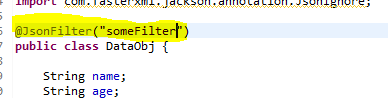 import com.fasterxml.jackson.annotation.JsonIgnore;
@JsonFilter("someFilter")
public class DataObj {
String name;
String age;